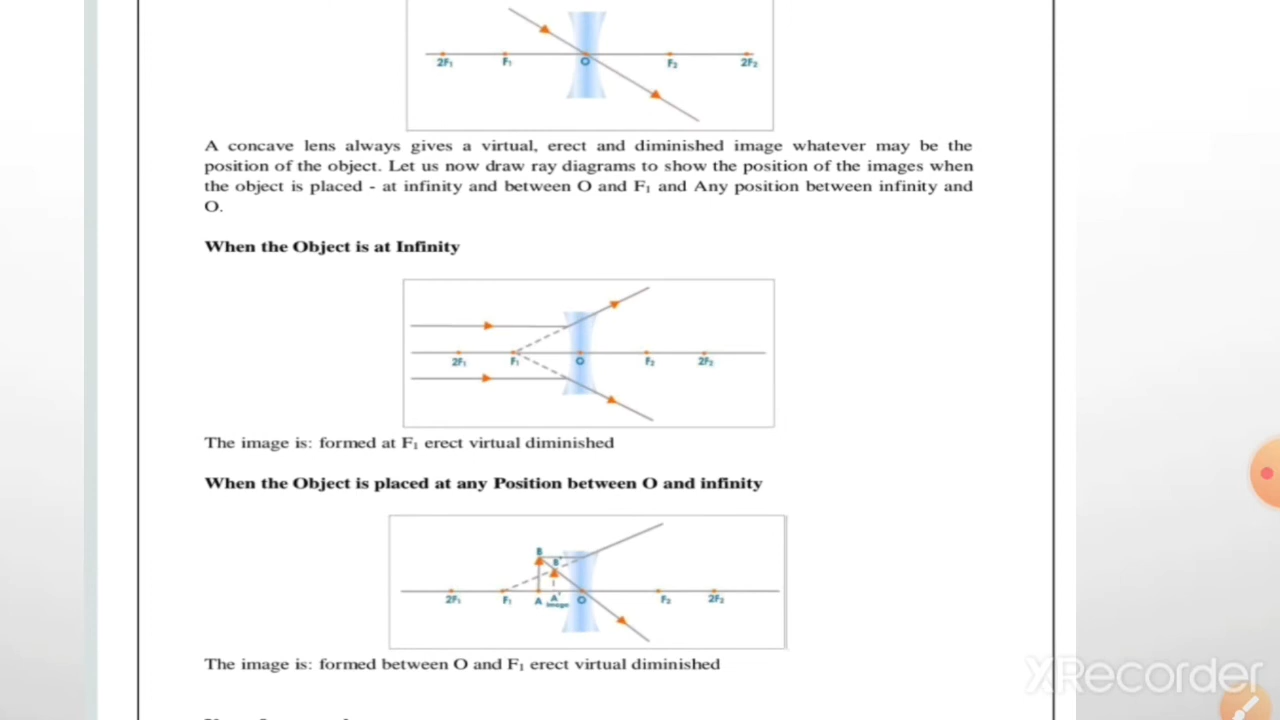 2F₁ F₁ O F₂ 2F₂
A concave lens always gives a virtual, erect and diminished image whatever may be the
position of the object. Let us now draw ray diagrams to show the position of the images when
the object is placed - at infinity and between O and F₁ and Any position between infinity and
O.
When the Object is at Infinity
2F₁ F₁ O F₂ 2F₂
The image is: formed at F₁ erect virtual diminished
When the Object is placed at any Position between O and infinity
B
B'
2F₁ F₁ A A' O F₂ 2F₂
Image
The image is: formed between O and F₁ erect virtual diminished
XRecorder